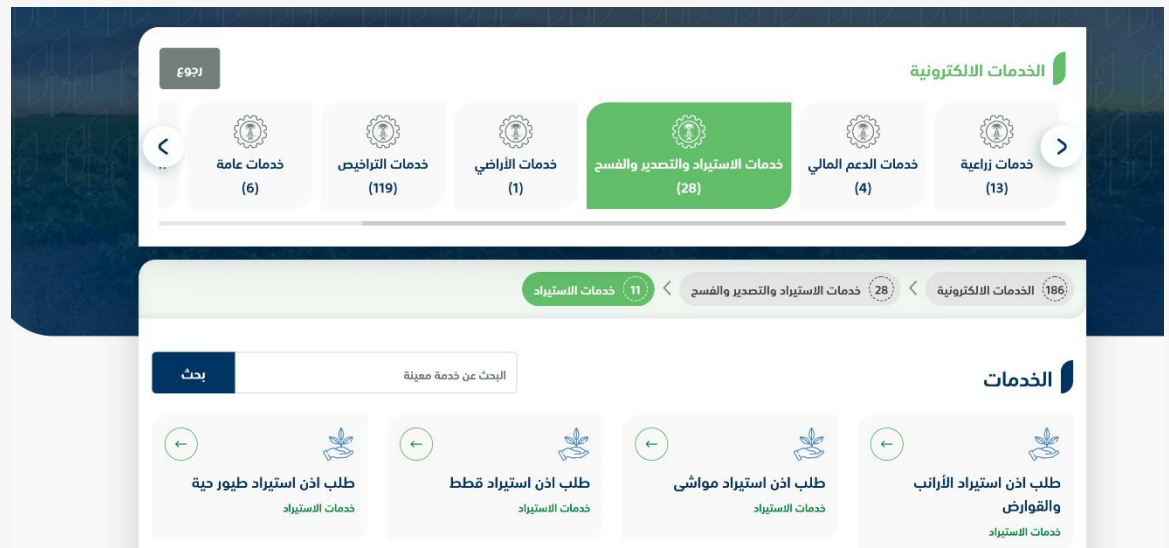 الخدمات الالكترونية
رجوع
خدمات زراعية
(13)
خدمات الدعم المالي
(4)
خدمات الاستيراد والتصدير والفسح
(28)
خدمات الأراضي
(1)
خدمات التراخيص
(119)
خدمات عامة
(6)
186 الخدمات الالكترونية
28 خدمات الاستيراد والتصدير والفسح
11 خدمات الاستيراد
الخدمات
البحث عن خدمة معينة
بحث
طلب اذن استيراد الأرانب
والقوارض
خدمات الاستيراد
طلب اذن استيراد مواشى
خدمات الاستيراد
طلب اذن استيراد قطط
خدمات الاستيراد
طلب اذن استيراد طيور حية
خدمات الاستيراد